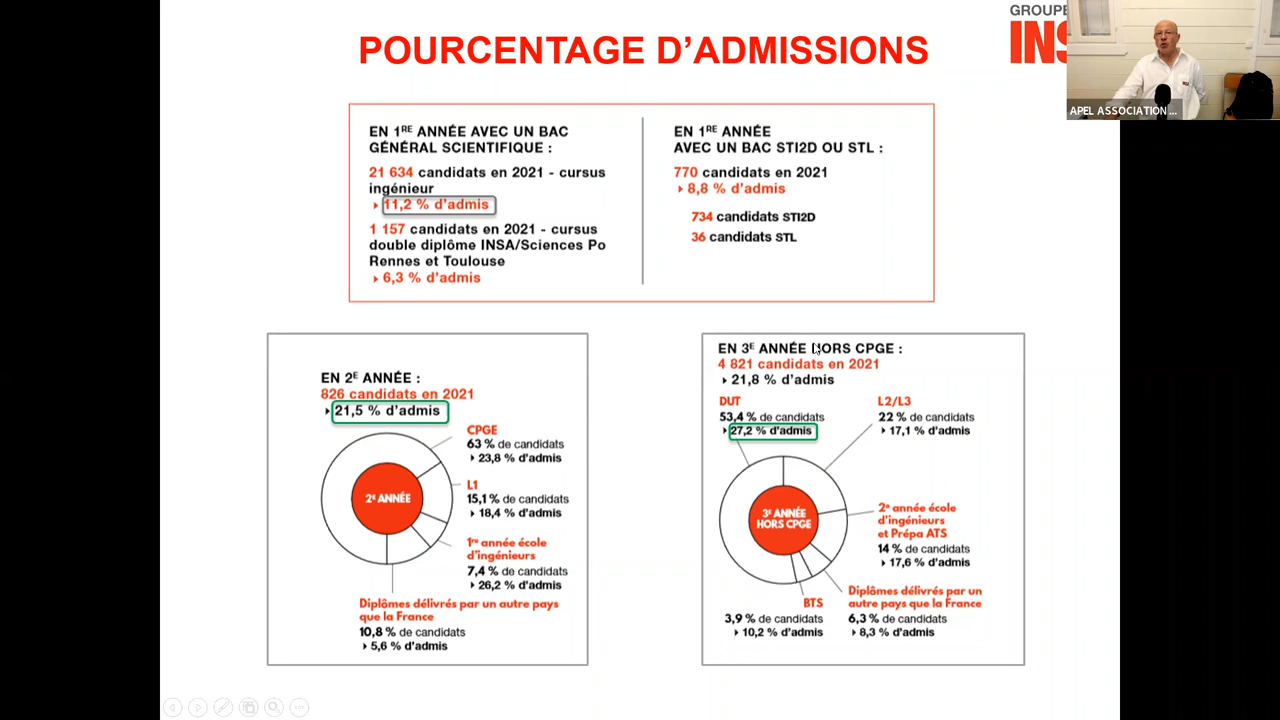 POURCENTAGE D'ADMISSIONS
GROUPE
INS
APEL ASSOCIATION ...
EN 1RE ANNÉE AVEC UN BAC
GÉNÉRAL SCIENTIFIQUE :
21 634 candidats en 2021 - cursus
ingénieur
11,2 % d'admis
1 157 candidats en 2021 - cursus
double diplôme INSA/Sciences Po
Rennes et Toulouse
6,3 % d'admis
EN 1RE ANNÉE
AVEC UN BAC STI2D OU STL :
770 candidats en 2021
8,8 % d'admis
734 candidats STI2D
36 candidats STL
EN 2E ANNÉE :
826 candidats en 2021
21,5 % d'admis
CPGE
63 % de candidats
23,8 % d'admis
L1
15,1 % de candidats
18,4 % d'admis
2E ANNÉE
1re année école
d'ingénieurs
7,4 % de candidats
26,2 % d'admis
Diplômes délivrés par un autre pays
que la France
10,8 % de candidats
5,6 % d'admis
EN 3E ANNÉE HORS CPGE :
4 821 candidats en 2021
21,8 % d'admis
DUT
53,4 % de candidats
27,2 % d'admis
L2/L3
22 % de candidats
17,1 % d'admis
3E ANNÉE
HORS CPGE
2e année école
d'ingénieurs
et Prépa ATS
14 % de candidats
17,6 % d'admis
BTS
3,9 % de candidats
10,2 % d'admis
Diplômes délivrés par un
autre pays que la France
6,3 % de candidats
8,3 % d'admis